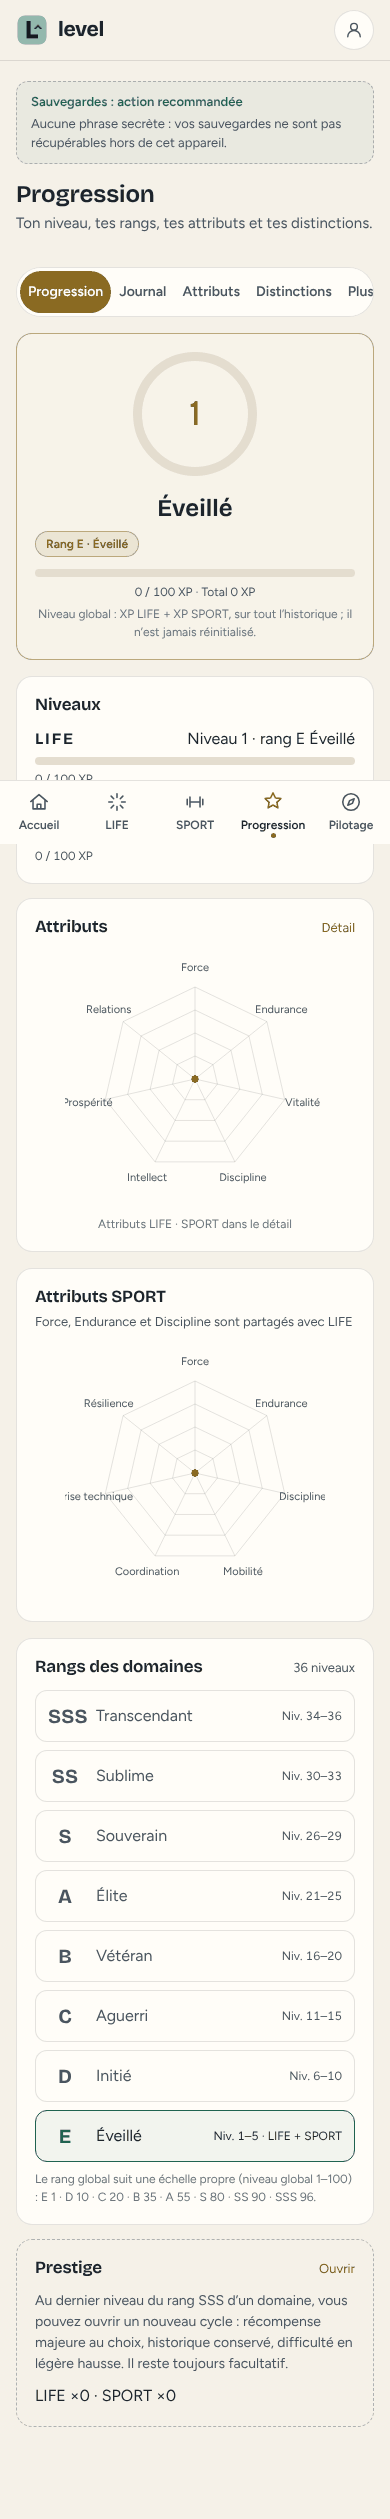 level
Sauvegardes : action recommandée
Aucune phrase secrète : vos sauvegardes ne sont pas
récupérables hors de cet appareil.
Progression
Ton niveau, tes rangs, tes attributs et tes distinctions.
Progression Journal Attributs Distinctions Plus
1
Éveillé
Rang E · Éveillé
0 / 100 XP · Total 0 XP
Niveau global : XP LIFE + XP SPORT, sur tout l’historique ; il
n’est jamais réinitialisé.
Niveaux
LIFE Niveau 1 · rang E Éveillé
0 / 100 XP
Accueil LIFE SPORT Progression Pilotage
0 / 100 XP
Attributs Détail
Force
Relations Endurance
Prospérité Vitalité
Intellect Discipline
Attributs LIFE · SPORT dans le détail
Attributs SPORT
Force, Endurance et Discipline sont partagés avec LIFE
Force
Résilience Endurance
rise technique Discipline
Coordination Mobilité
Rangs des domaines 36 niveaux
SSS Transcendant Niv. 34–36
SS Sublime Niv. 30–33
S Souverain Niv. 26–29
A Élite Niv. 21–25
B Vétéran Niv. 16–20
C Aguerri Niv. 11–15
D Initié Niv. 6–10
E Éveillé Niv. 1–5 · LIFE + SPORT
Le rang global suit une échelle propre (niveau global 1–100)
: E 1 · D 10 · C 20 · B 35 · A 55 · S 80 · SS 90 · SSS 96.
Prestige Ouvrir
Au dernier niveau du rang SSS d’un domaine, vous
pouvez ouvrir un nouveau cycle : récompense
majeure au choix, historique conservé, difficulté en
légère hausse. Il reste toujours facultatif.
LIFE ×0 · SPORT ×0